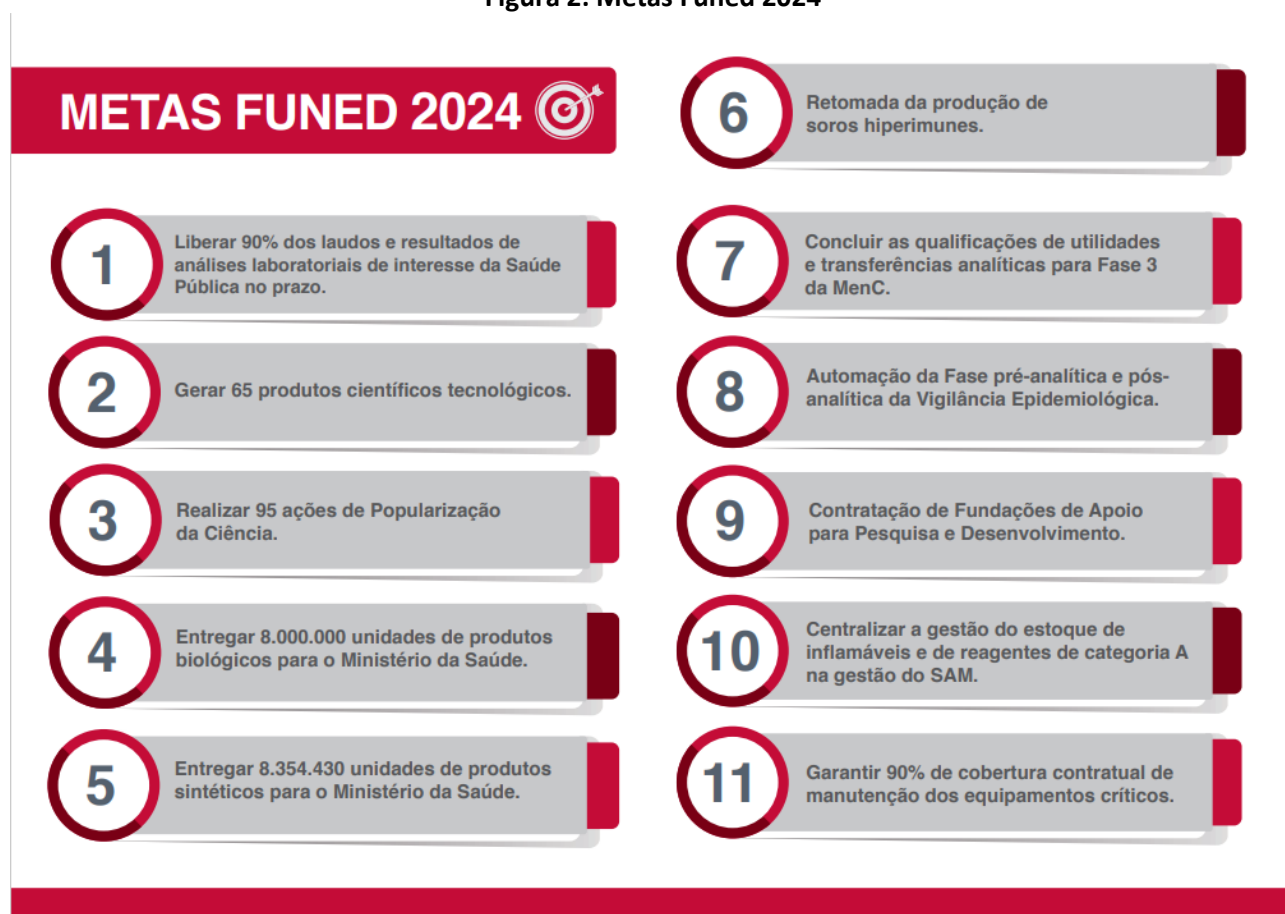 Figura 2: Metas Funed 2024
METAS FUNED 2024
1
Liberar 90% dos laudos e resultados de
análises laboratoriais de interesse da Saúde
Pública no prazo.
2
Gerar 65 produtos científicos tecnológicos.
3
Realizar 95 ações de Popularização
da Ciência.
4
Entregar 8.000.000 unidades de produtos
biológicos para o Ministério da Saúde.
5
Entregar 8.354.430 unidades de produtos
sintéticos para o Ministério da Saúde.
6
Retomada da produção de
soros hiperimunes.
7
Concluir as qualificações de utilidades
e transferências analíticas para Fase 3
da MenC.
8
Automação da Fase pré-analítica e pós-
analítica da Vigilância Epidemiológica.
9
Contratação de Fundações de Apoio
para Pesquisa e Desenvolvimento.
10
Centralizar a gestão do estoque de
inflamáveis e de reagentes de categoria A
na gestão do SAM.
11
Garantir 90% de cobertura contratual de
manutenção dos equipamentos críticos.